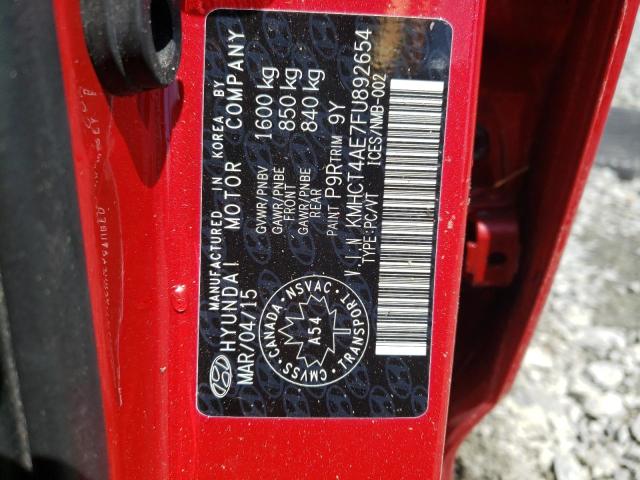 MANUFACTURED IN KOREA BY
HYUNDAI MOTOR COMPANY
MAR/04/15
GVWR/PNBV 1600 kg
GAWR/PNBE FRONT 850 kg
GAWR/PNBE REAR 840 kg
PAINT P9R TRIM 9Y
V.I.N KMHCT4AE7FU892654
TYPE:PC/VT ICES/NMB-002
CANADA · NSVAC · TRANSPORT · CMVSS ·
A54